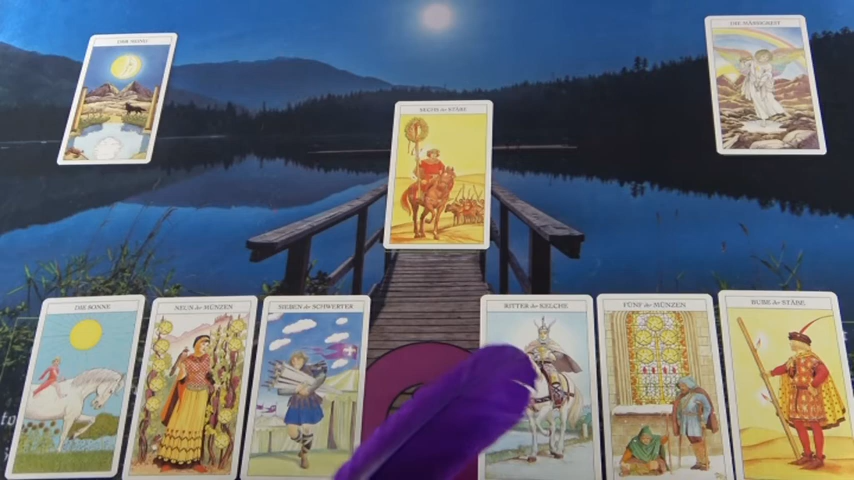 DER MOND
DIE MÄSSIGKEIT
SECHS der STÄBE
DIE SONNE
NEUN der MÜNZEN
SIEBEN der SCHWERTER
RITTER der KELCHE
FÜNF der MÜNZEN
BUBE der STÄBE